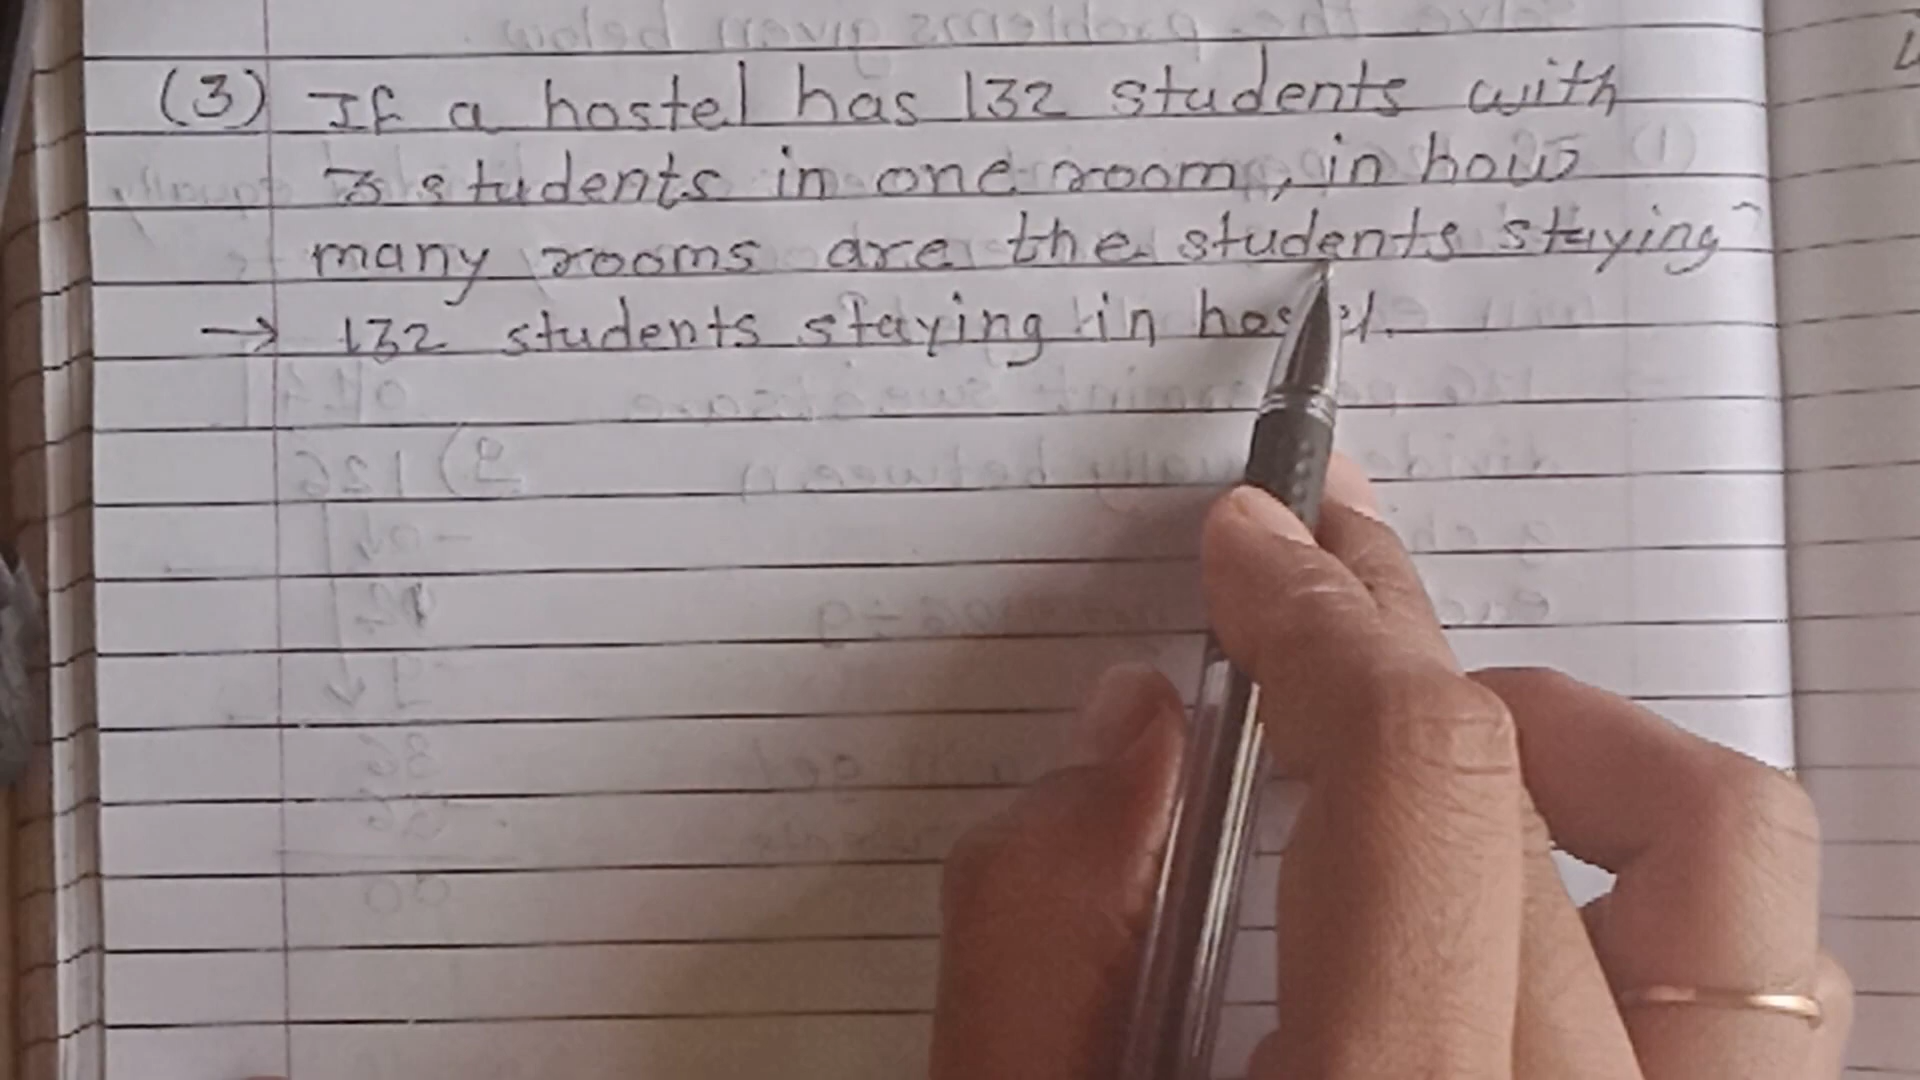 (3) If a hostel has 132 students with
3 students in one room, in how
many rooms are the students staying?
→ 132 students staying in hostel.